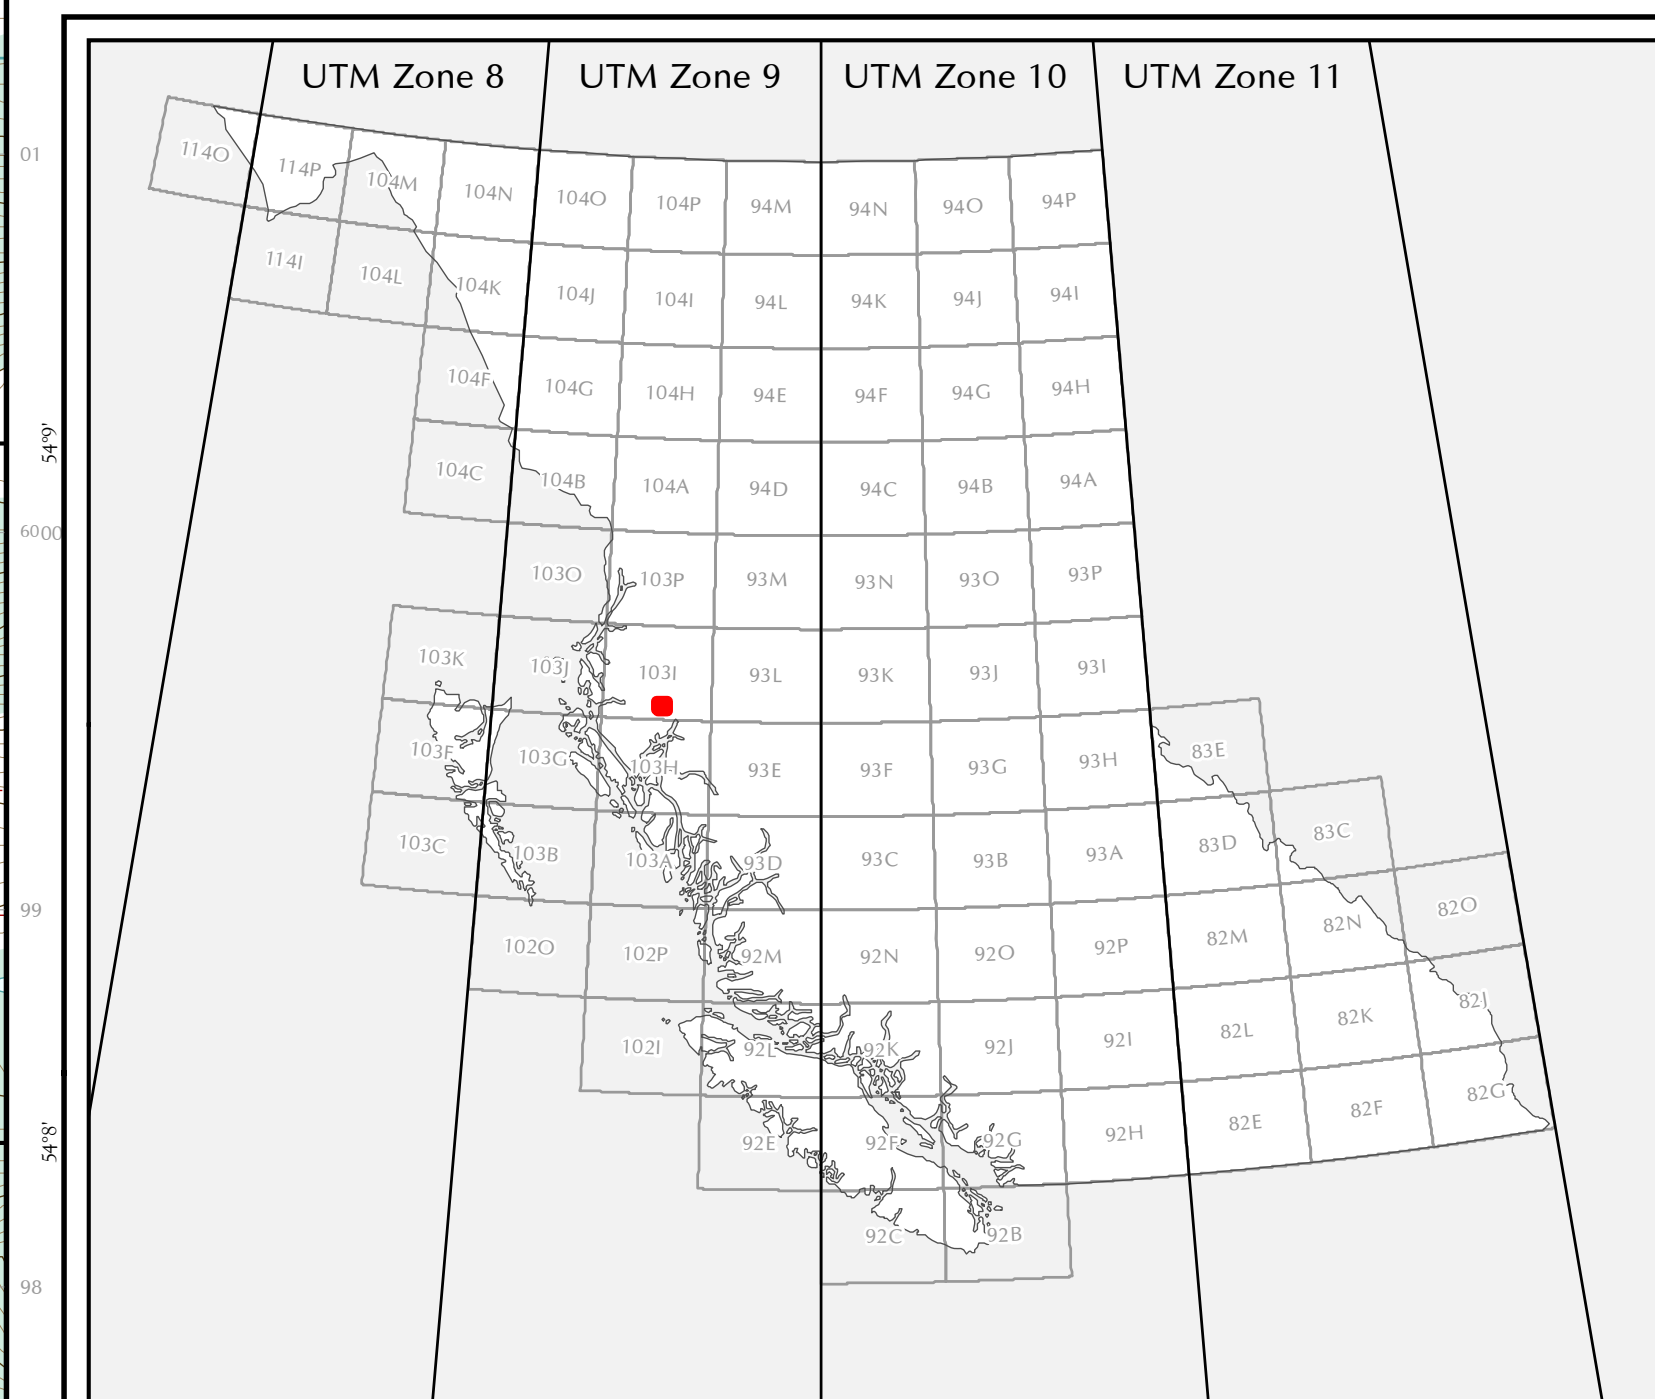 UTM Zone 8 UTM Zone 9 UTM Zone 10 UTM Zone 11
01
114O 114P 104M 104N 104O 104P 94M 94N 94O 94P
114I 104L 104K 104J 104I 94L 94K 94J 94I
104F 104G 104H 94E 94F 94G 94H
54°9'
104C 104B 104A 94D 94C 94B 94A
6000
103O 103P 93M 93N 93O 93P
103K 103J 103I 93L 93K 93J 93I
103F 103G 103H 93E 93F 93G 93H 83E
103C 103B 103A 93D 93C 93B 93A 83D 83C
99
102O 102P 92M 92N 92O 92P 82M 82N 82O
102I 92L 92K 92J 92I 82L 82K 82J
54°8'
92E 92F 92G 92H 82E 82F 82G
92C 92B
98